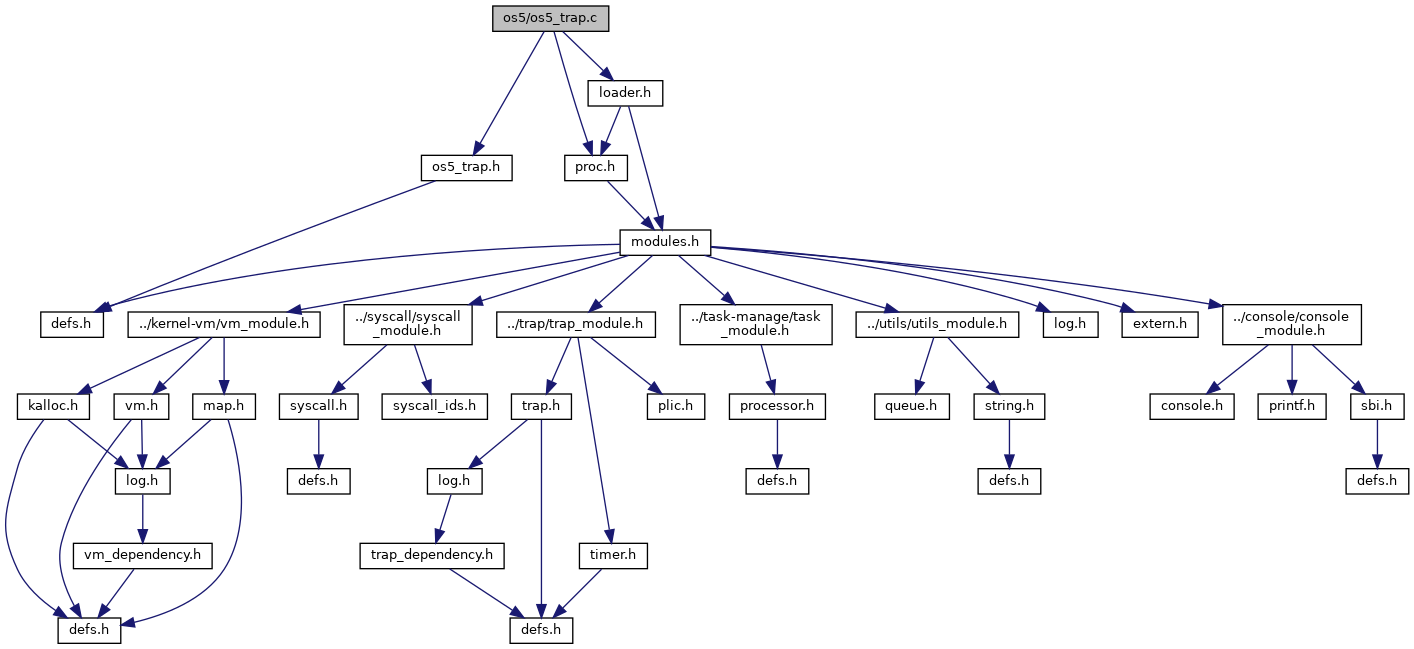 os5/os5_trap.c
loader.h
os5_trap.h
proc.h
modules.h
defs.h
../kernel-vm/vm_module.h
../syscall/syscall
_module.h
../trap/trap_module.h
../task-manage/task
_module.h
../utils/utils_module.h
log.h
extern.h
../console/console
_module.h
kalloc.h
vm.h
map.h
syscall.h
syscall_ids.h
trap.h
plic.h
processor.h
queue.h
string.h
console.h
printf.h
sbi.h
log.h
defs.h
log.h
defs.h
defs.h
defs.h
vm_dependency.h
trap_dependency.h
timer.h
defs.h
defs.h